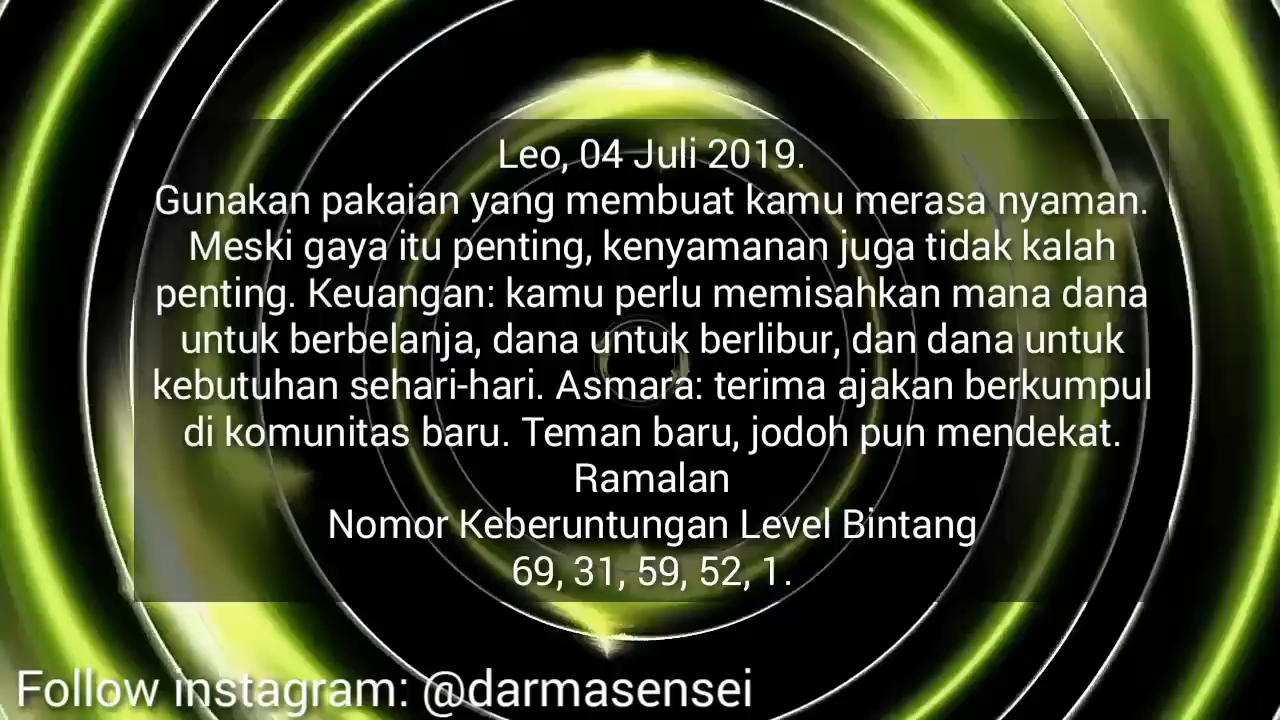 Leo, 04 Juli 2019.
Gunakan pakaian yang membuat kamu merasa nyaman.
Meski gaya itu penting, kenyamanan juga tidak kalah
penting. Keuangan: kamu perlu memisahkan mana dana
untuk berbelanja, dana untuk berlibur, dan dana untuk
kebutuhan sehari-hari. Asmara: terima ajakan berkumpul
di komunitas baru. Teman baru, jodoh pun mendekat.
Ramalan
Nomor Keberuntungan Level Bintang
69, 31, 59, 52, 1.
Follow instagram: @darmasensei